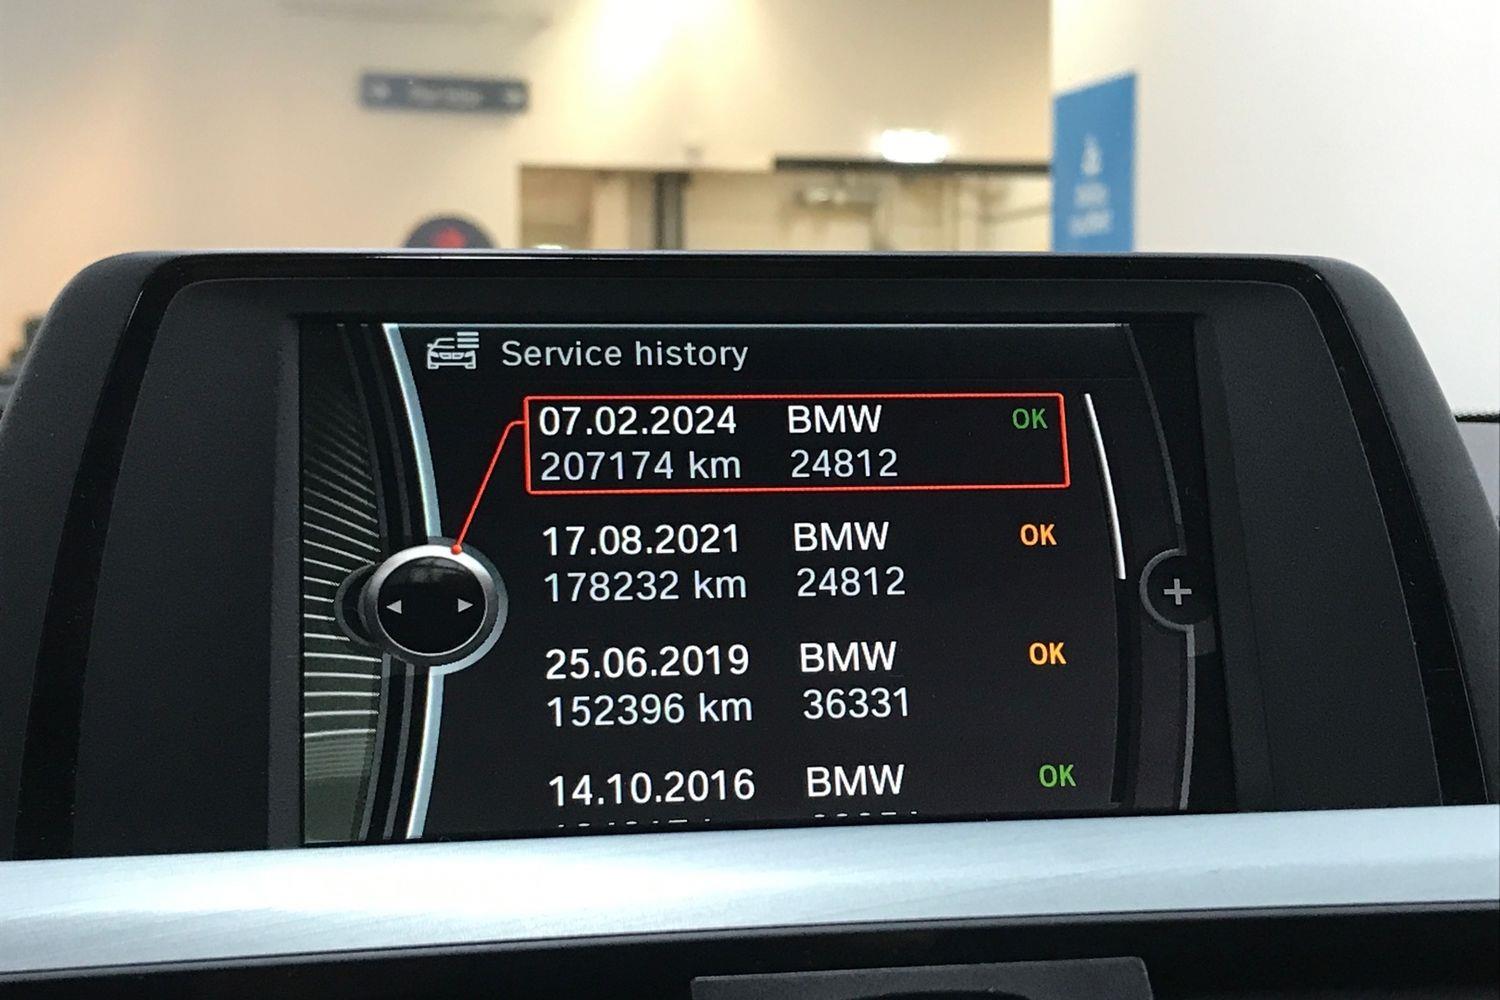 Service history
07.02.2024 BMW OK
207174 km 24812
17.08.2021 BMW OK
178232 km 24812
25.06.2019 BMW OK
152396 km 36331
14.10.2016 BMW OK
+